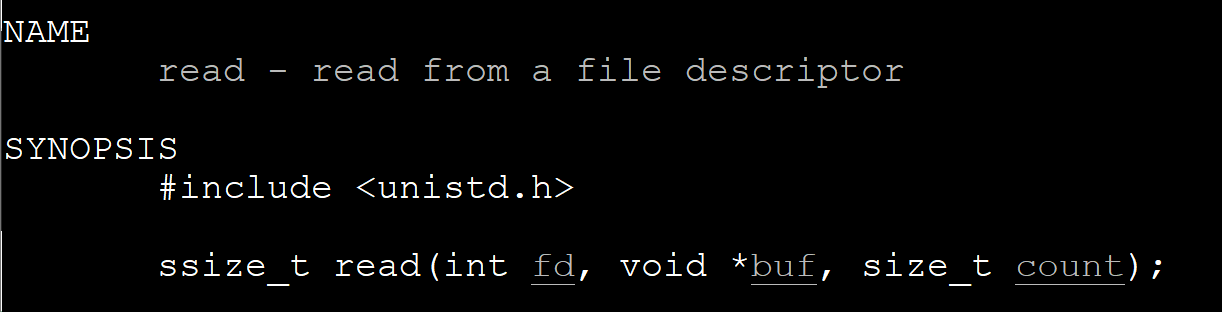 NAME
read - read from a file descriptor
SYNOPSIS
#include <unistd.h>
ssize_t read(int fd, void *buf, size_t count);